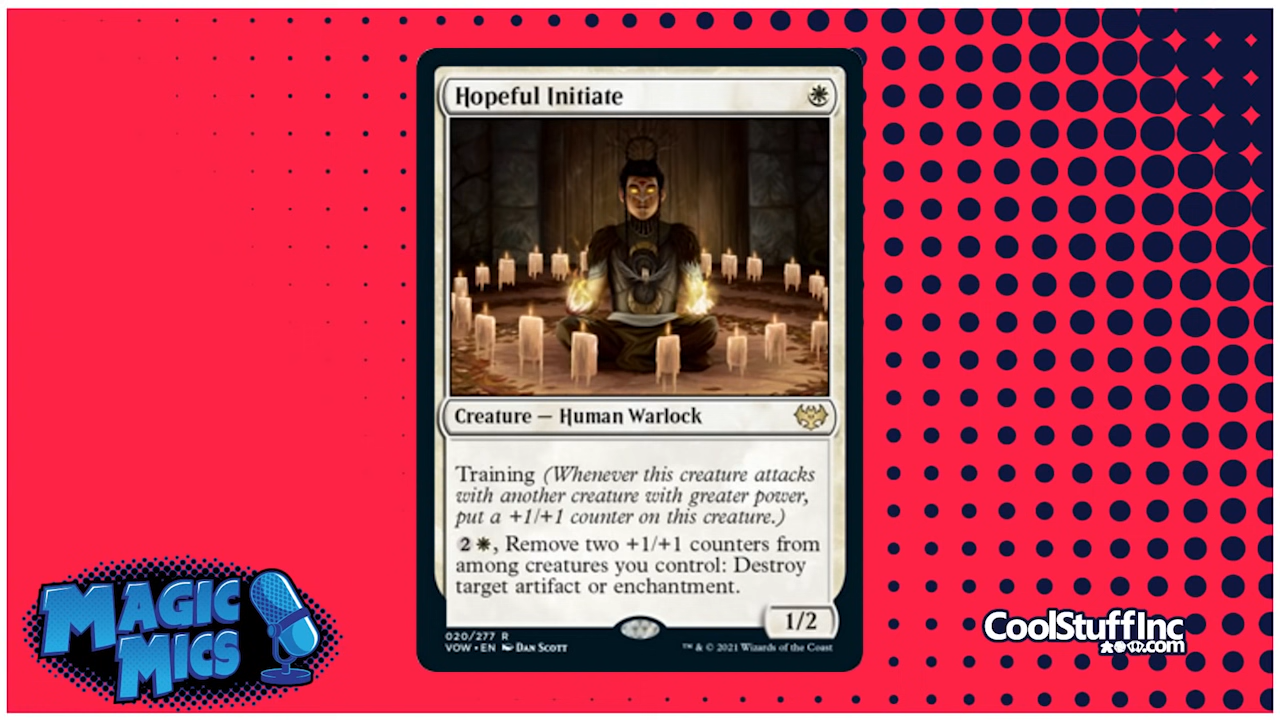 Hopeful Initiate
Creature — Human Warlock
Training (Whenever this creature attacks
with another creature with greater power,
put a +1/+1 counter on this creature.)
2, Remove two +1/+1 counters from
among creatures you control: Destroy
target artifact or enchantment.
1/2
020/277 R
VOW • EN Dan Scott
™ & © 2021 Wizards of the Coast
MAGIC
MICS
CoolStuffInc
.com